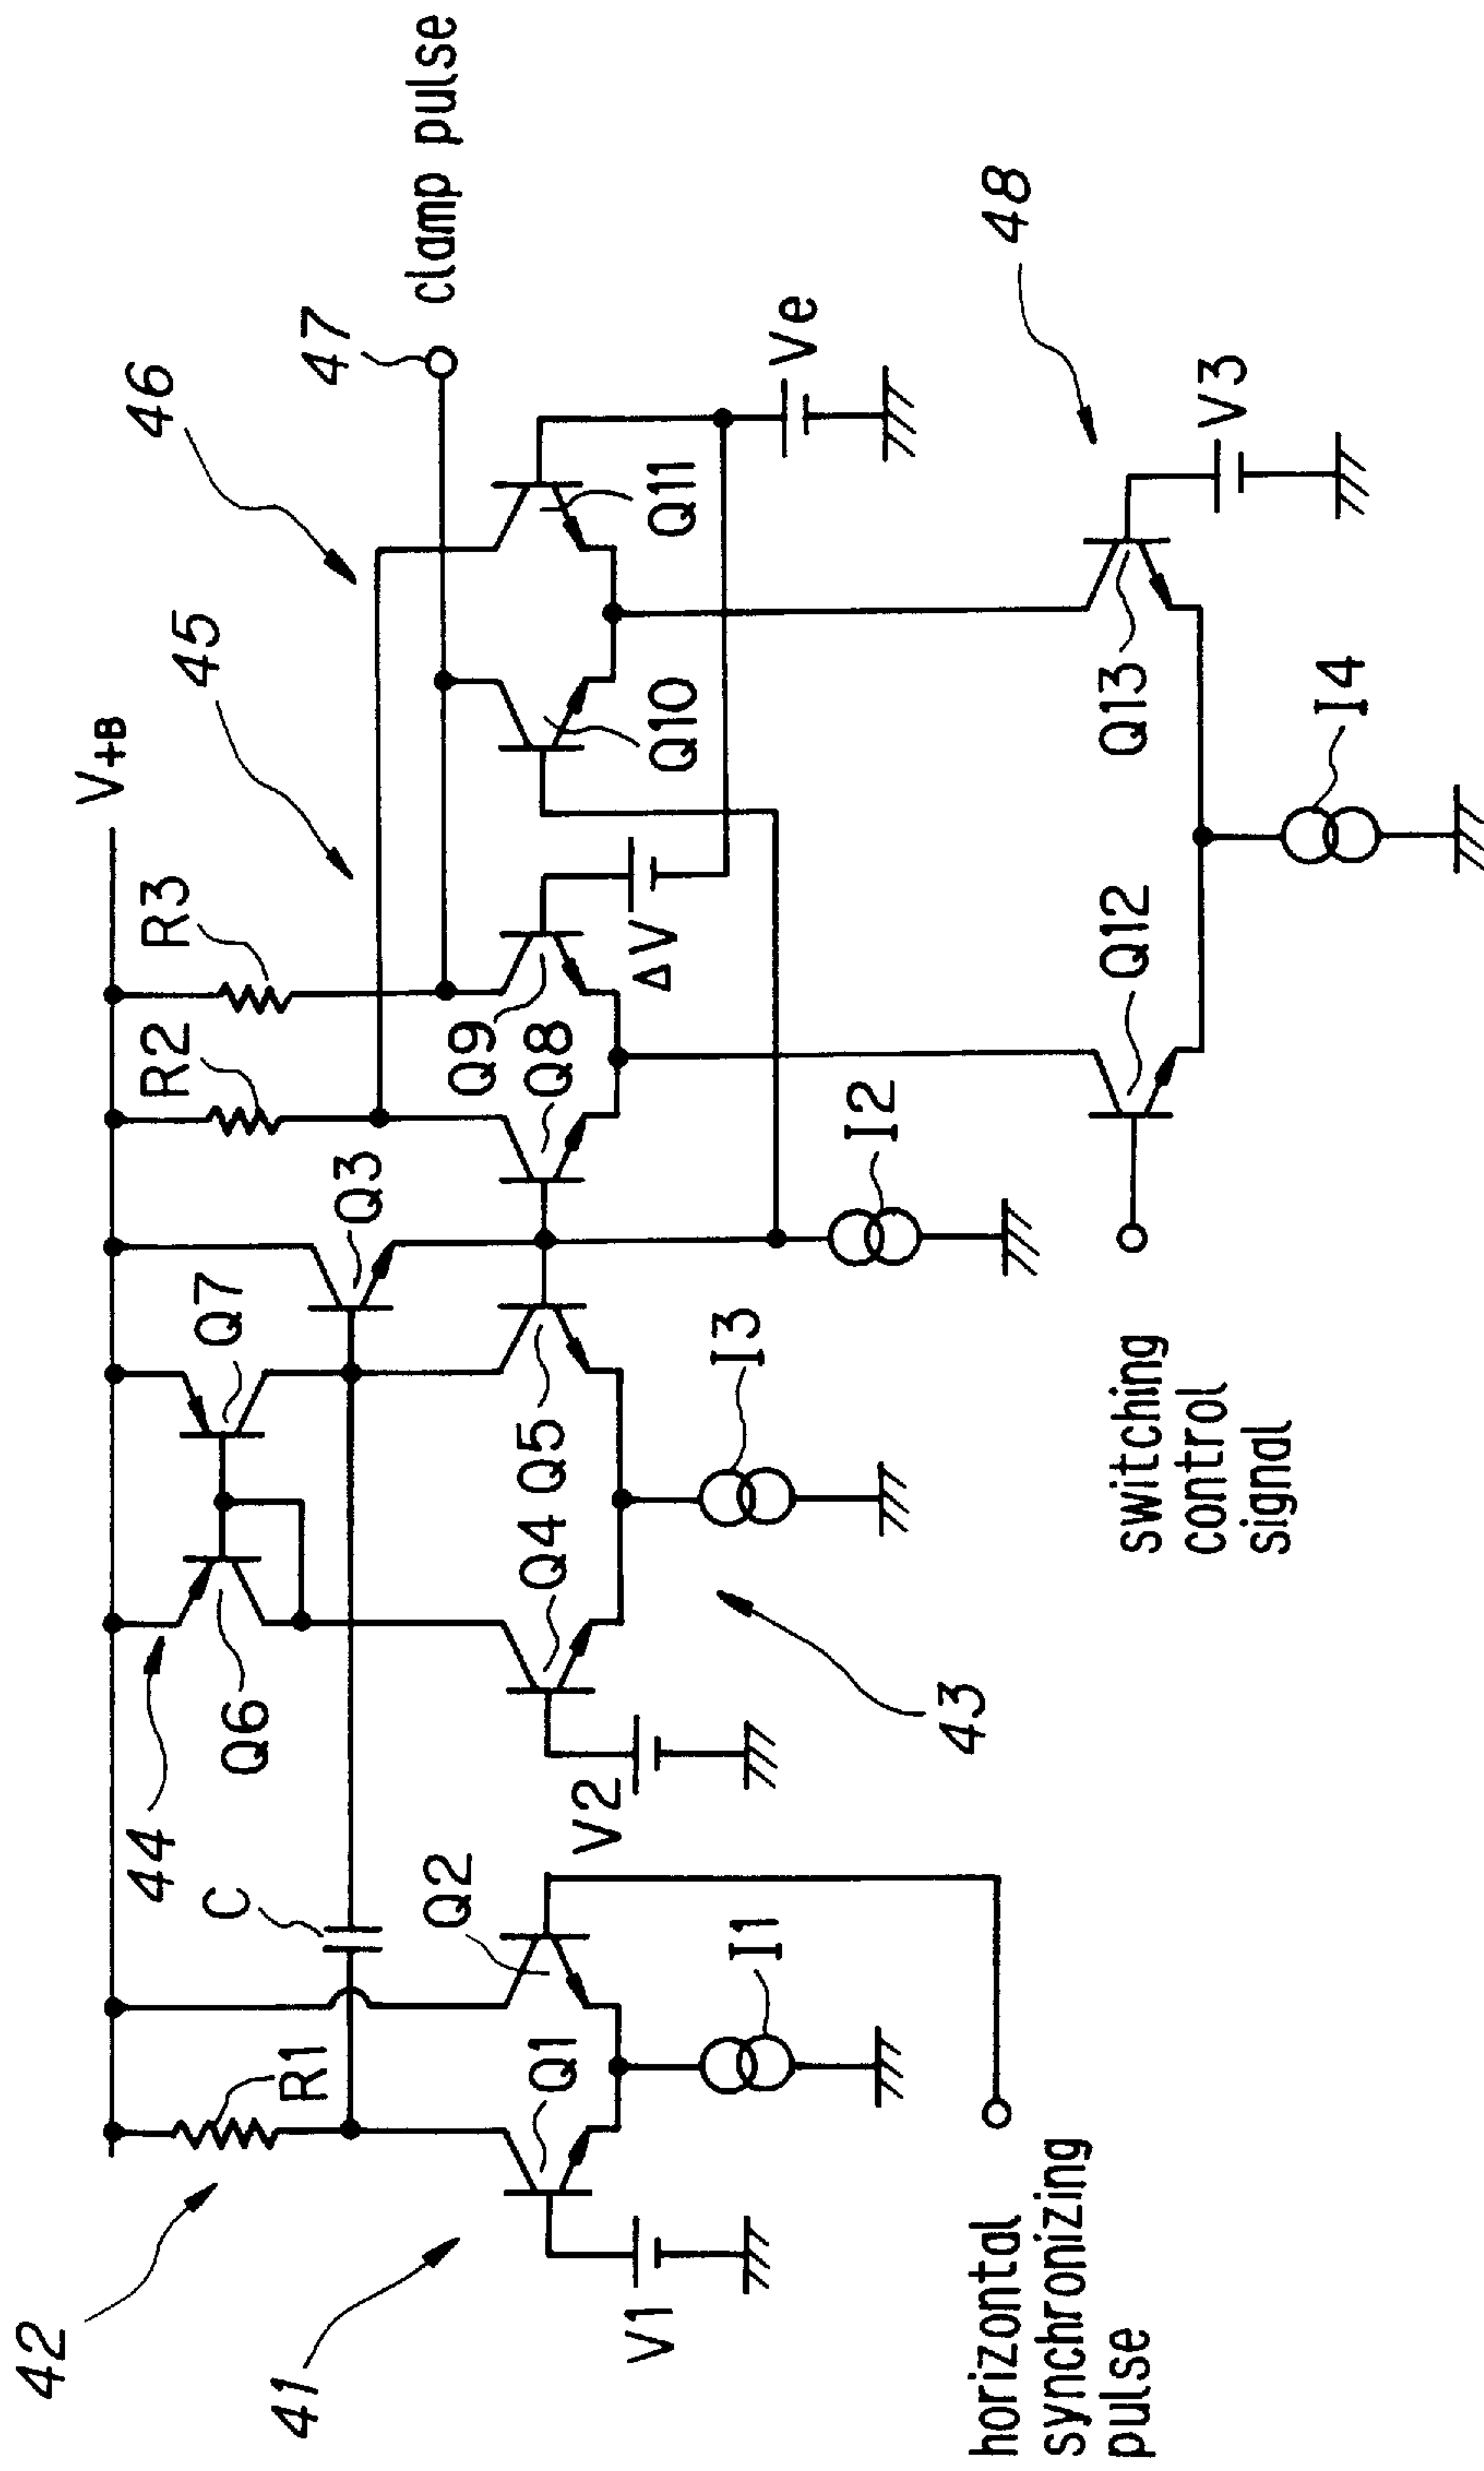 42
41
R1
C
44
Q6
Q7
Q3
R2
R3
V+B
45
46
47
clamp pulse
Q1
Q2
V1
V2
Q4
Q5
Q9
Q8
ΔV
Q10
Q11
Ve
I1
I3
I2
43
horizontal
synchronizing
pulse
switching
control
signal
Q12
Q13
I4
V3
48